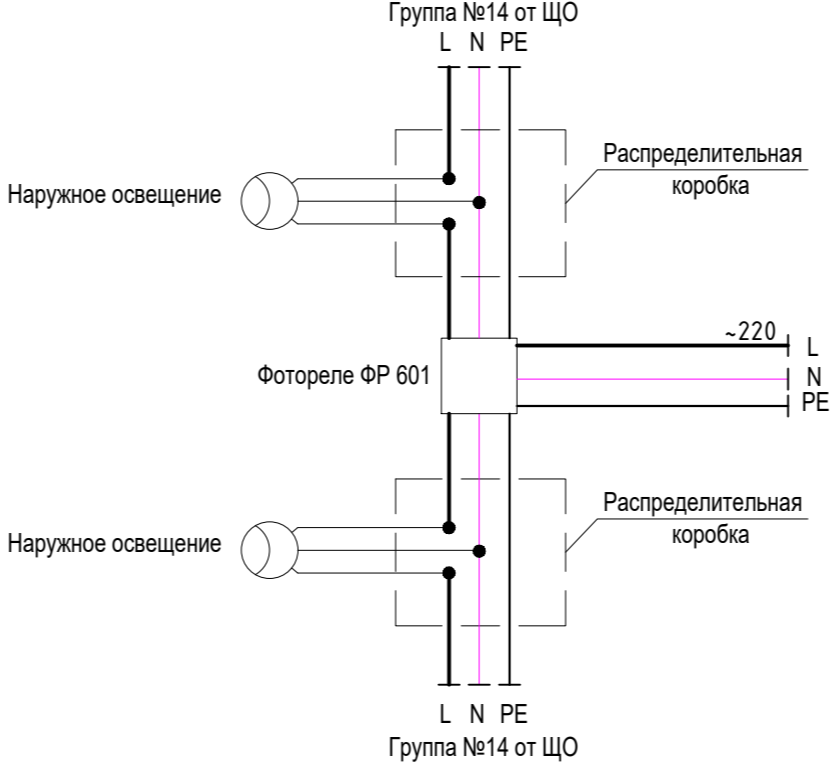 Группа №14 от ЩО
L N PE
Распределительная
коробка
Наружное освещение
~220
L
Фотореле ФР 601
N
PE
Распределительная
коробка
Наружное освещение
L N PE
Группа №14 от ЩО